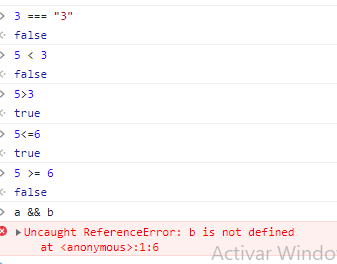 3 === "3"
false
5 < 3
false
5>3
true
5<=6
true
5 >= 6
false
a && b
Uncaught ReferenceError: b is not defined
at <anonymous>:1:6
Activar Window